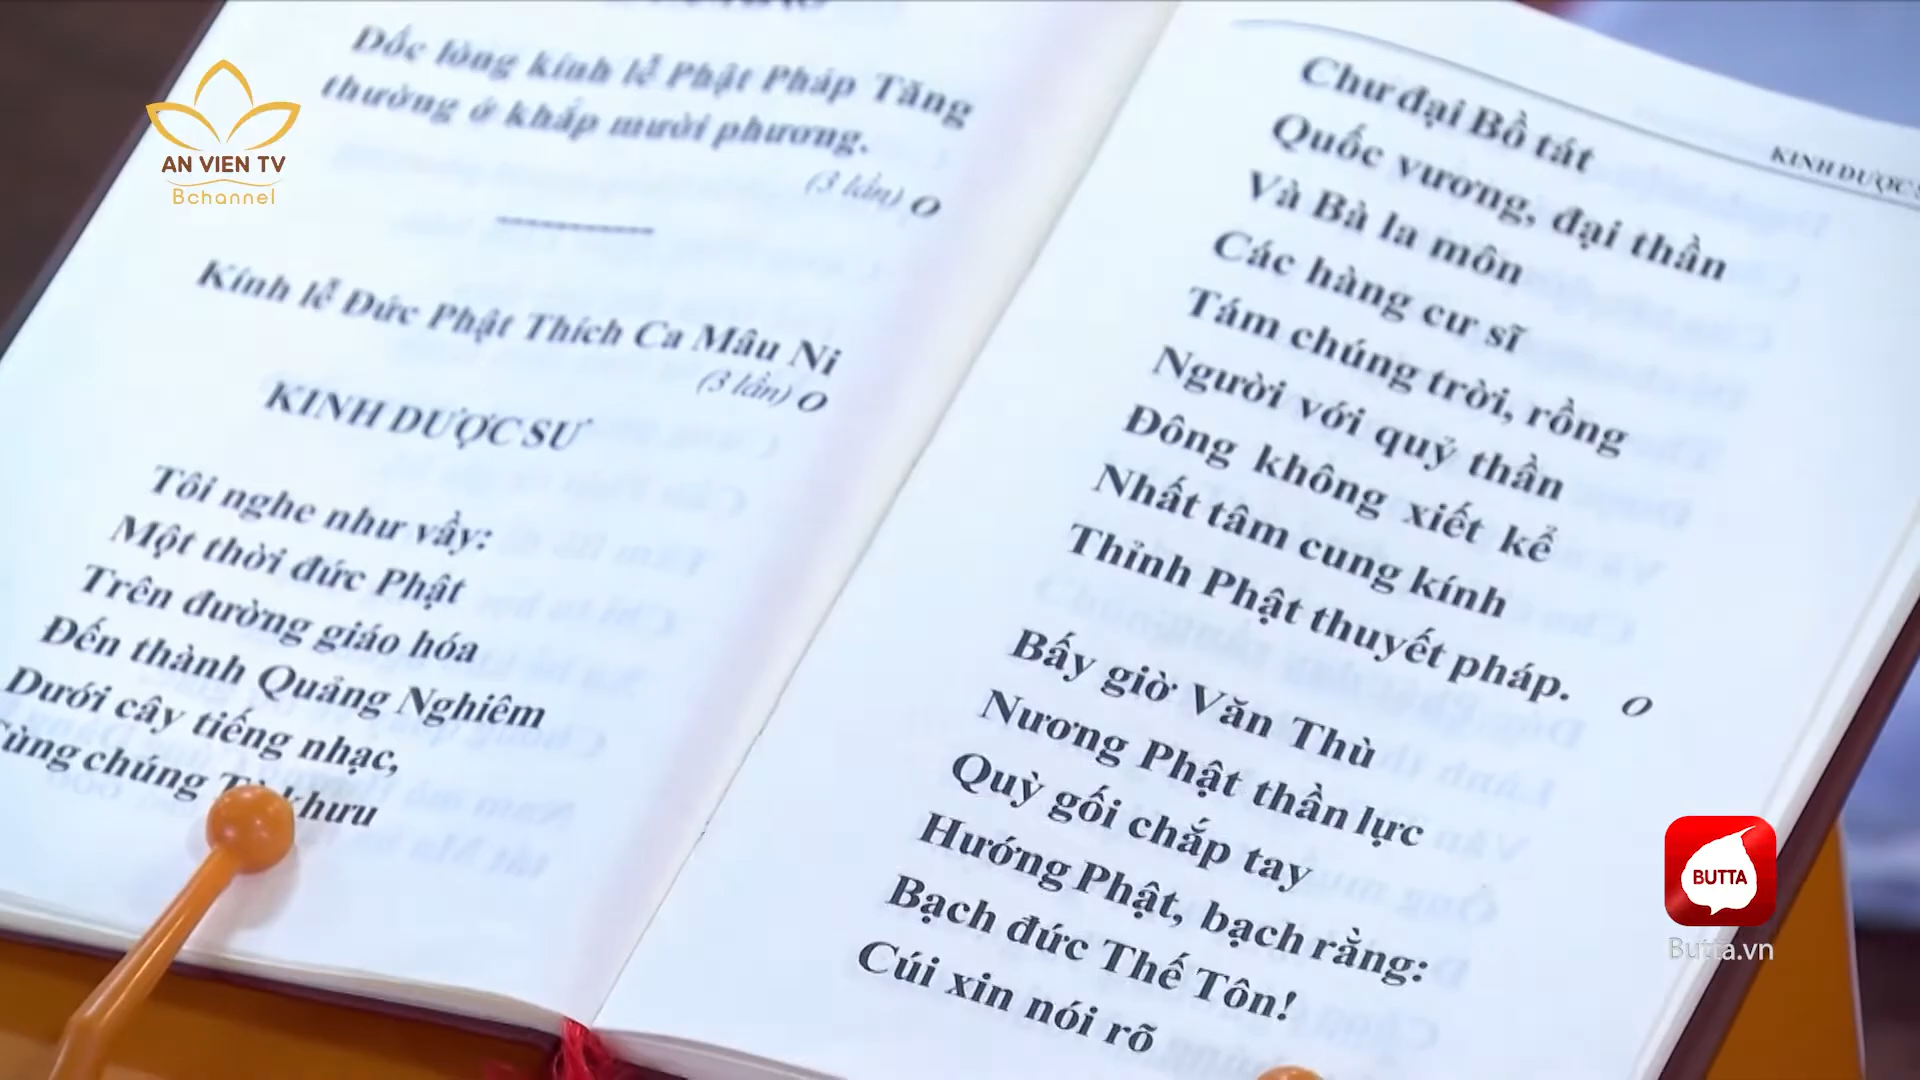 AN VIEN TV
Bchannel
Dốc lòng kính lễ Phật Pháp Tăng
thường ở khắp mười phương.
(3 lần) O
Kính lễ Đức Phật Thích Ca Mâu Ni
(3 lần) O
KINH DƯỢC SƯ
Tôi nghe như vầy:
Một thời đức Phật
Trên đường giáo hóa
Đến thành Quảng Nghiêm
Dưới cây tiếng nhạc,
chúng khưu
KINH DƯỢC
Chư đại Bồ tát
Quốc vương, đại thần
Và Bà la môn
Các hàng cư sĩ
Tám chúng trời, rồng
Người với quỷ thần
Đông không xiết kể
Nhất tâm cung kính
Thỉnh Phật thuyết pháp. O
Bấy giờ Văn Thù
Nương Phật thần lực
Quỳ gối chắp tay
Hướng Phật, bạch rằng:
Bạch đức Thế Tôn!
Cúi xin nói rõ
BUTTA
Butta.vn